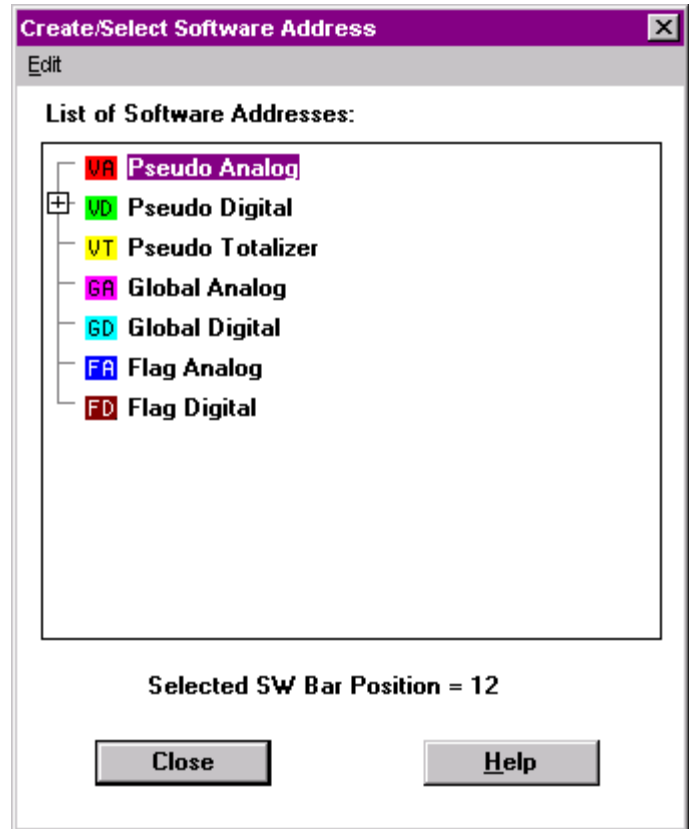 Create/Select Software Address
Edit
List of Software Addresses:
VA Pseudo Analog
VD Pseudo Digital
VT Pseudo Totalizer
GA Global Analog
GD Global Digital
FA Flag Analog
FD Flag Digital
Selected SW Bar Position = 12
Close Help